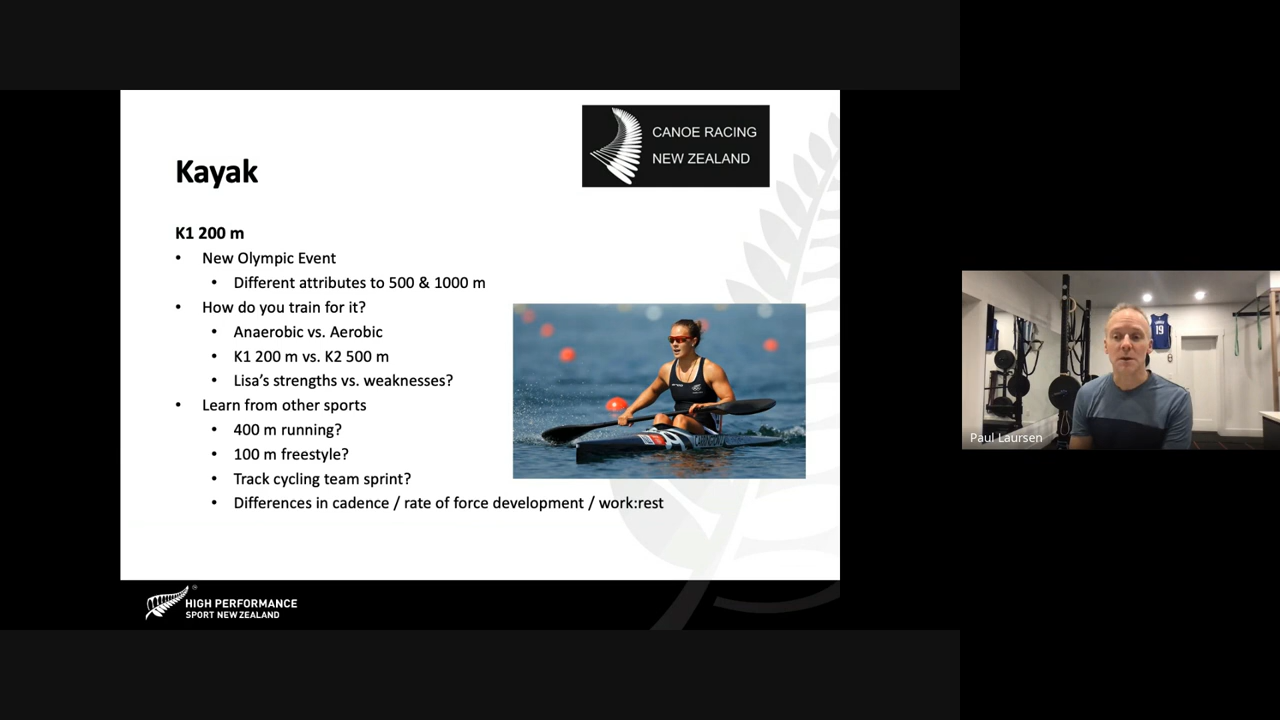 CANOE RACING
NEW ZEALAND
Kayak
K1 200 m
• New Olympic Event
• Different attributes to 500 & 1000 m
• How do you train for it?
• Anaerobic vs. Aerobic
• K1 200 m vs. K2 500 m
• Lisa's strengths vs. weaknesses?
• Learn from other sports
• 400 m running?
• 100 m freestyle?
• Track cycling team sprint?
• Differences in cadence / rate of force development / work:rest
HIGH PERFORMANCE
SPORT NEW ZEALAND
19
Paul Laursen